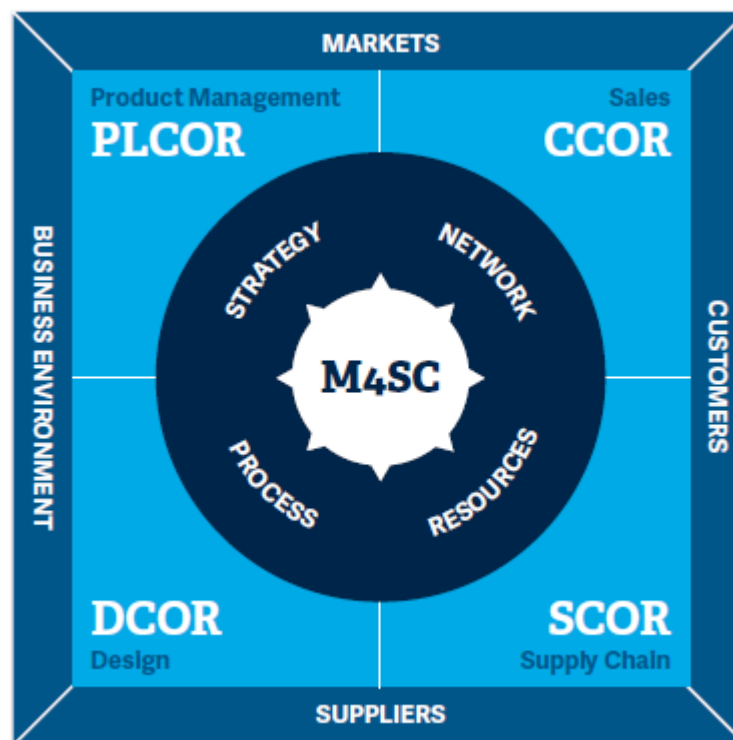 MARKETS
Product Management
PLCOR
Sales
CCOR
BUSINESS ENVIRONMENT
STRATEGY
NETWORK
M4SC
CUSTOMERS
PROCESS
RESOURCES
DCOR
Design
SCOR
Supply Chain
SUPPLIERS